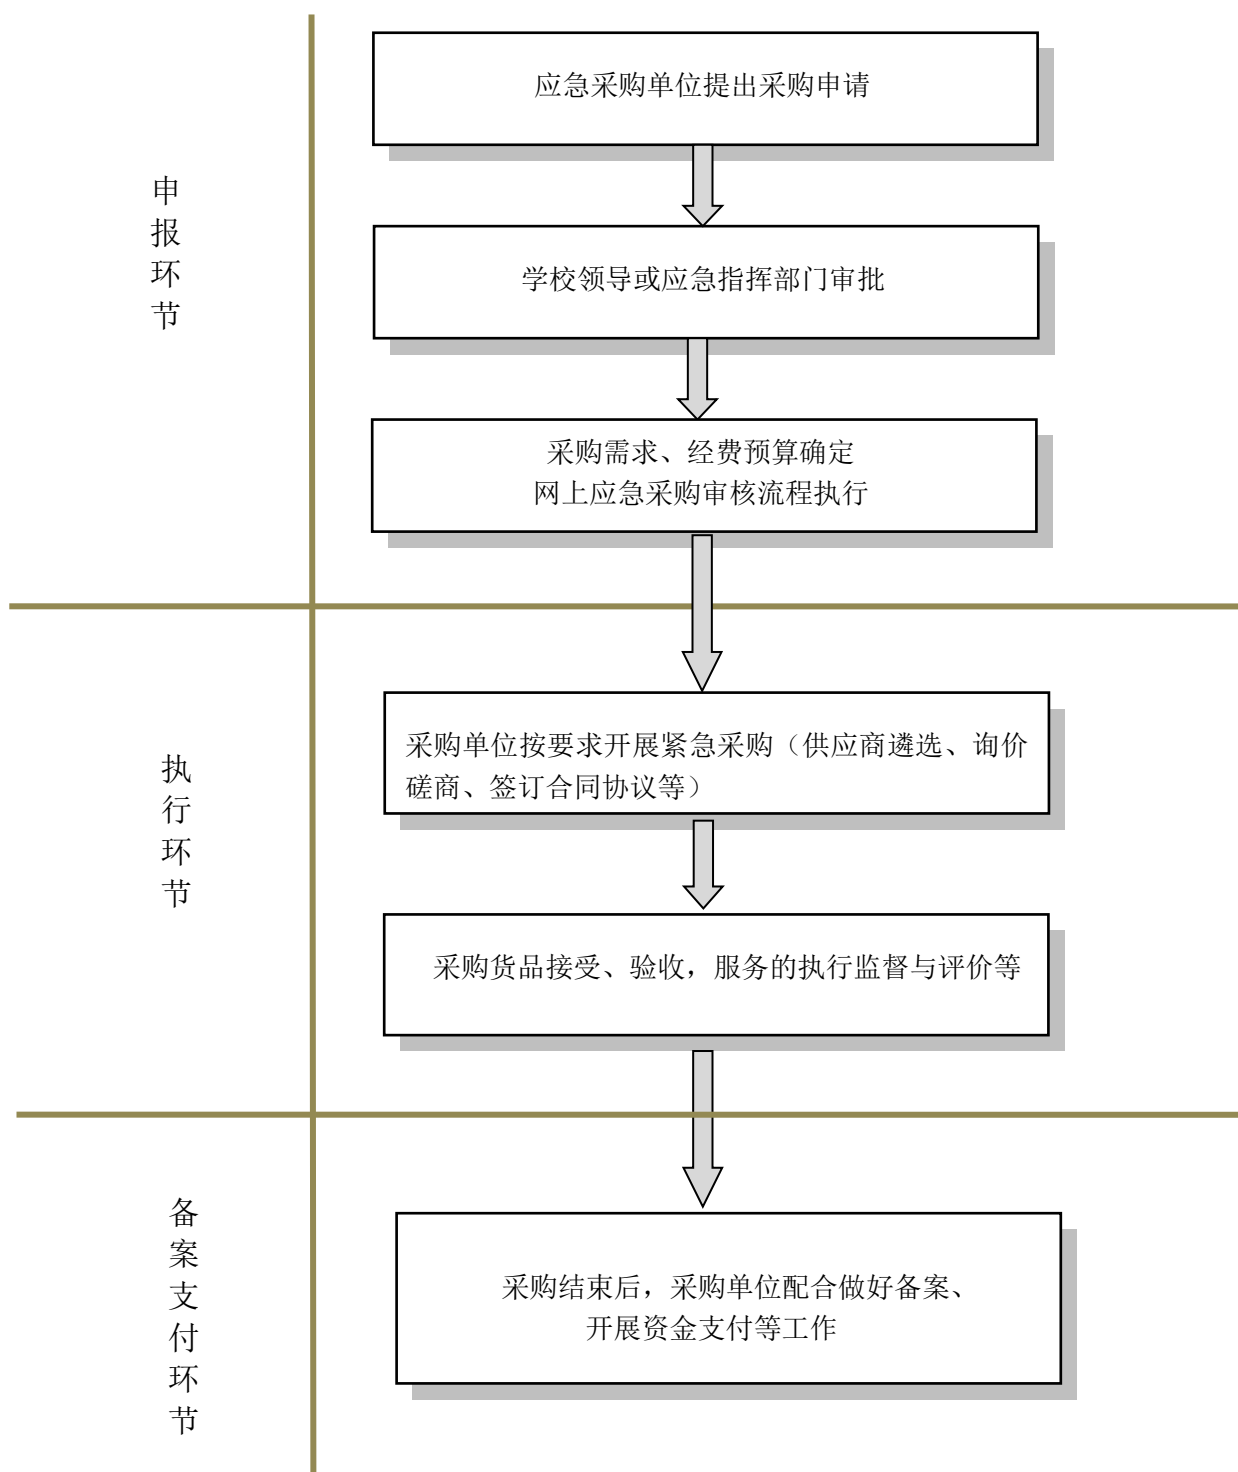 应急采购单位提出采购申请
申报环节
学校领导或应急指挥部门审批
采购需求、经费预算确定
网上应急采购审核流程执行
执行环节
采购单位按要求开展紧急采购（供应商遴选、询价
磋商、签订合同协议等）
采购货品接受、验收，服务的执行监督与评价等
备案支付环节
采购结束后，采购单位配合做好备案、
开展资金支付等工作